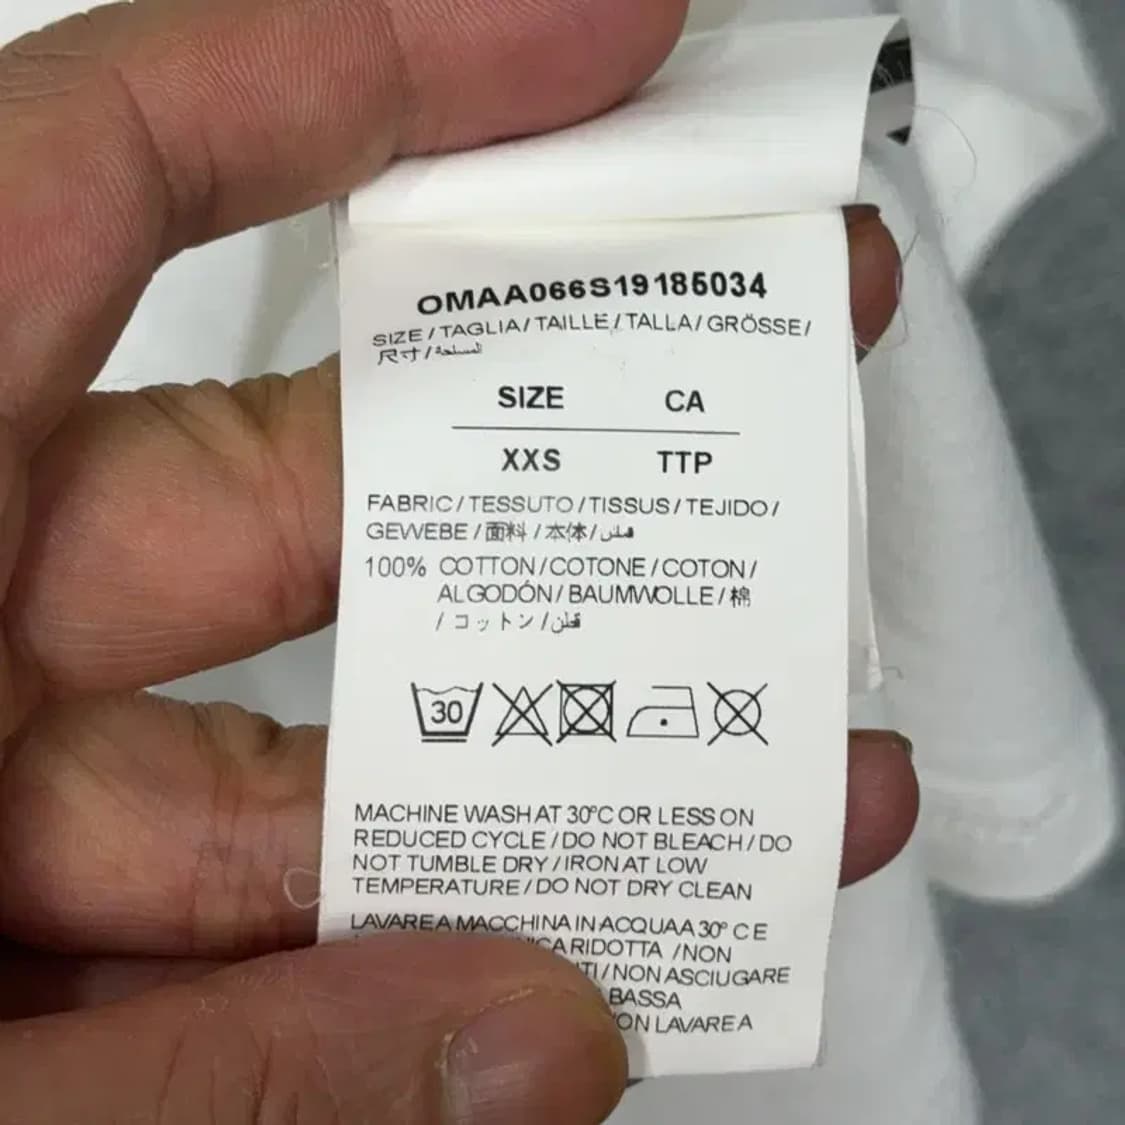 OMAA066S19185034
SIZE / TAGLIA / TAILLE / TALLA / GRÖSSE /
尺寸 /
SIZE CA
XXS TTP
FABRIC / TESSUTO / TISSUS / TEJIDO /
GEWEBE / 面料 / 本体 /
100% COTTON / COTONE / COTON /
ALGODÓN / BAUMWOLLE / 棉
/ コットン / قطن
30
MACHINE WASH AT 30°C OR LESS ON
REDUCED CYCLE / DO NOT BLEACH / DO
NOT TUMBLE DRY / IRON AT LOW
TEMPERATURE / DO NOT DRY CLEAN
LAVARE A MACCHINA IN ACQUA A 30° C E
RIDOTTA / NON
/ NON ASCIUGARE
BASSA
LAVARE A